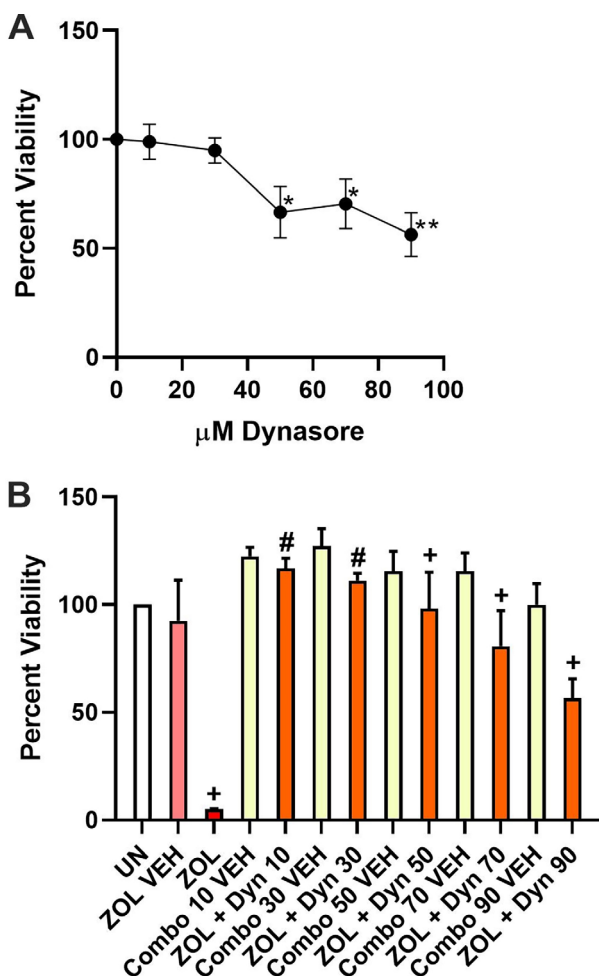 A
150
100
50
0
Percent Viability
*
*
**
0 20 40 60 80 100
μM Dynasore
B
150
100
50
0
Percent Viability
+
#
#
+
+
+
UN
ZOL VEH
ZOL
Combo 10 VEH
ZOL + Dyn 10
Combo 30 VEH
ZOL + Dyn 30
Combo 50 VEH
ZOL + Dyn 50
Combo 70 VEH
ZOL + Dyn 70
Combo 90 VEH
ZOL + Dyn 90